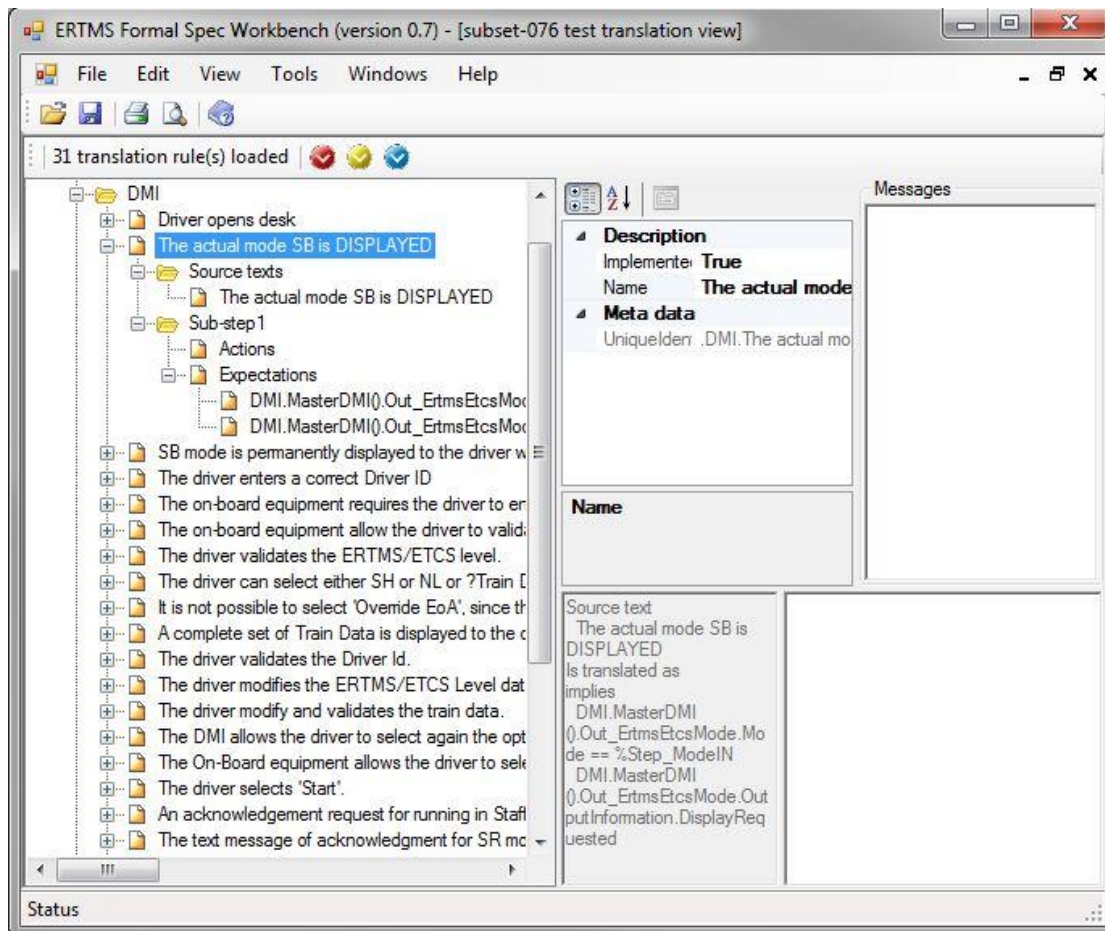 ERTMS Formal Spec Workbench (version 0.7) - [subset-076 test translation view]
File Edit View Tools Windows Help
31 translation rule(s) loaded
DMI
Driver opens desk
The actual mode SB is DISPLAYED
Source texts
The actual mode SB is DISPLAYED
Sub-step1
Actions
Expectations
DMI.MasterDMI().Out_ErtmsEtcsMod
DMI.MasterDMI().Out_ErtmsEtcsMod
SB mode is permanently displayed to the driver w
The driver enters a correct Driver ID
The on-board equipment requires the driver to en
The on-board equipment allow the driver to valida
The driver validates the ERTMS/ETCS level.
The driver can select either SH or NL or ?Train D
It is not possible to select 'Override EoA', since th
A complete set of Train Data is displayed to the d
The driver validates the Driver Id.
The driver modifies the ERTMS/ETCS Level dat
The driver modify and validates the train data.
The DMI allows the driver to select again the opt
The On-Board equipment allows the driver to sele
The driver selects 'Start'.
An acknowledgement request for running in Staff
The text message of acknowledgment for SR mo
Description
Implemente True
Name The actual mode
Meta data
UniqueIden .DMI.The actual mo
Name
Source text
The actual mode SB is
DISPLAYED
Is translated as
implies
DMI.MasterDMI
().Out_ErtmsEtcsMode.Mo
de == %Step_ModeIN
DMI.MasterDMI
().Out_ErtmsEtcsMode.Out
putInformation.DisplayReq
uested
Messages
Status